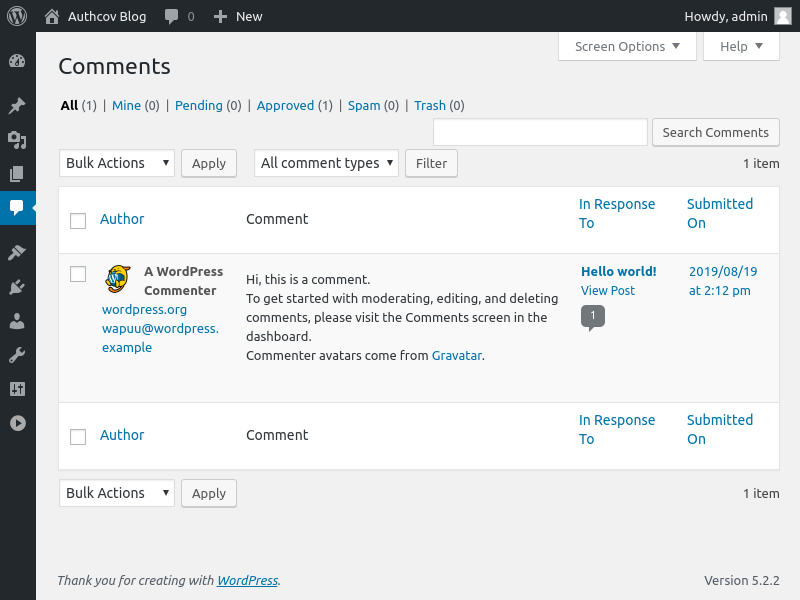 Authcov Blog 0 New Howdy, admin
Screen Options Help
Comments
All (1) | Mine (0) | Pending (0) | Approved (1) | Spam (0) | Trash (0)
Search Comments
Bulk Actions Apply All comment types Filter 1 item
Author Comment In Response To Submitted On
A WordPress Commenter
wordpress.org
wapuu@wordpress.
example
Hi, this is a comment.
To get started with moderating, editing, and deleting
comments, please visit the Comments screen in the
dashboard.
Commenter avatars come from Gravatar.
Hello world!
View Post
1
2019/08/19
at 2:12 pm
Author Comment In Response To Submitted On
Bulk Actions Apply 1 item
Thank you for creating with WordPress. Version 5.2.2